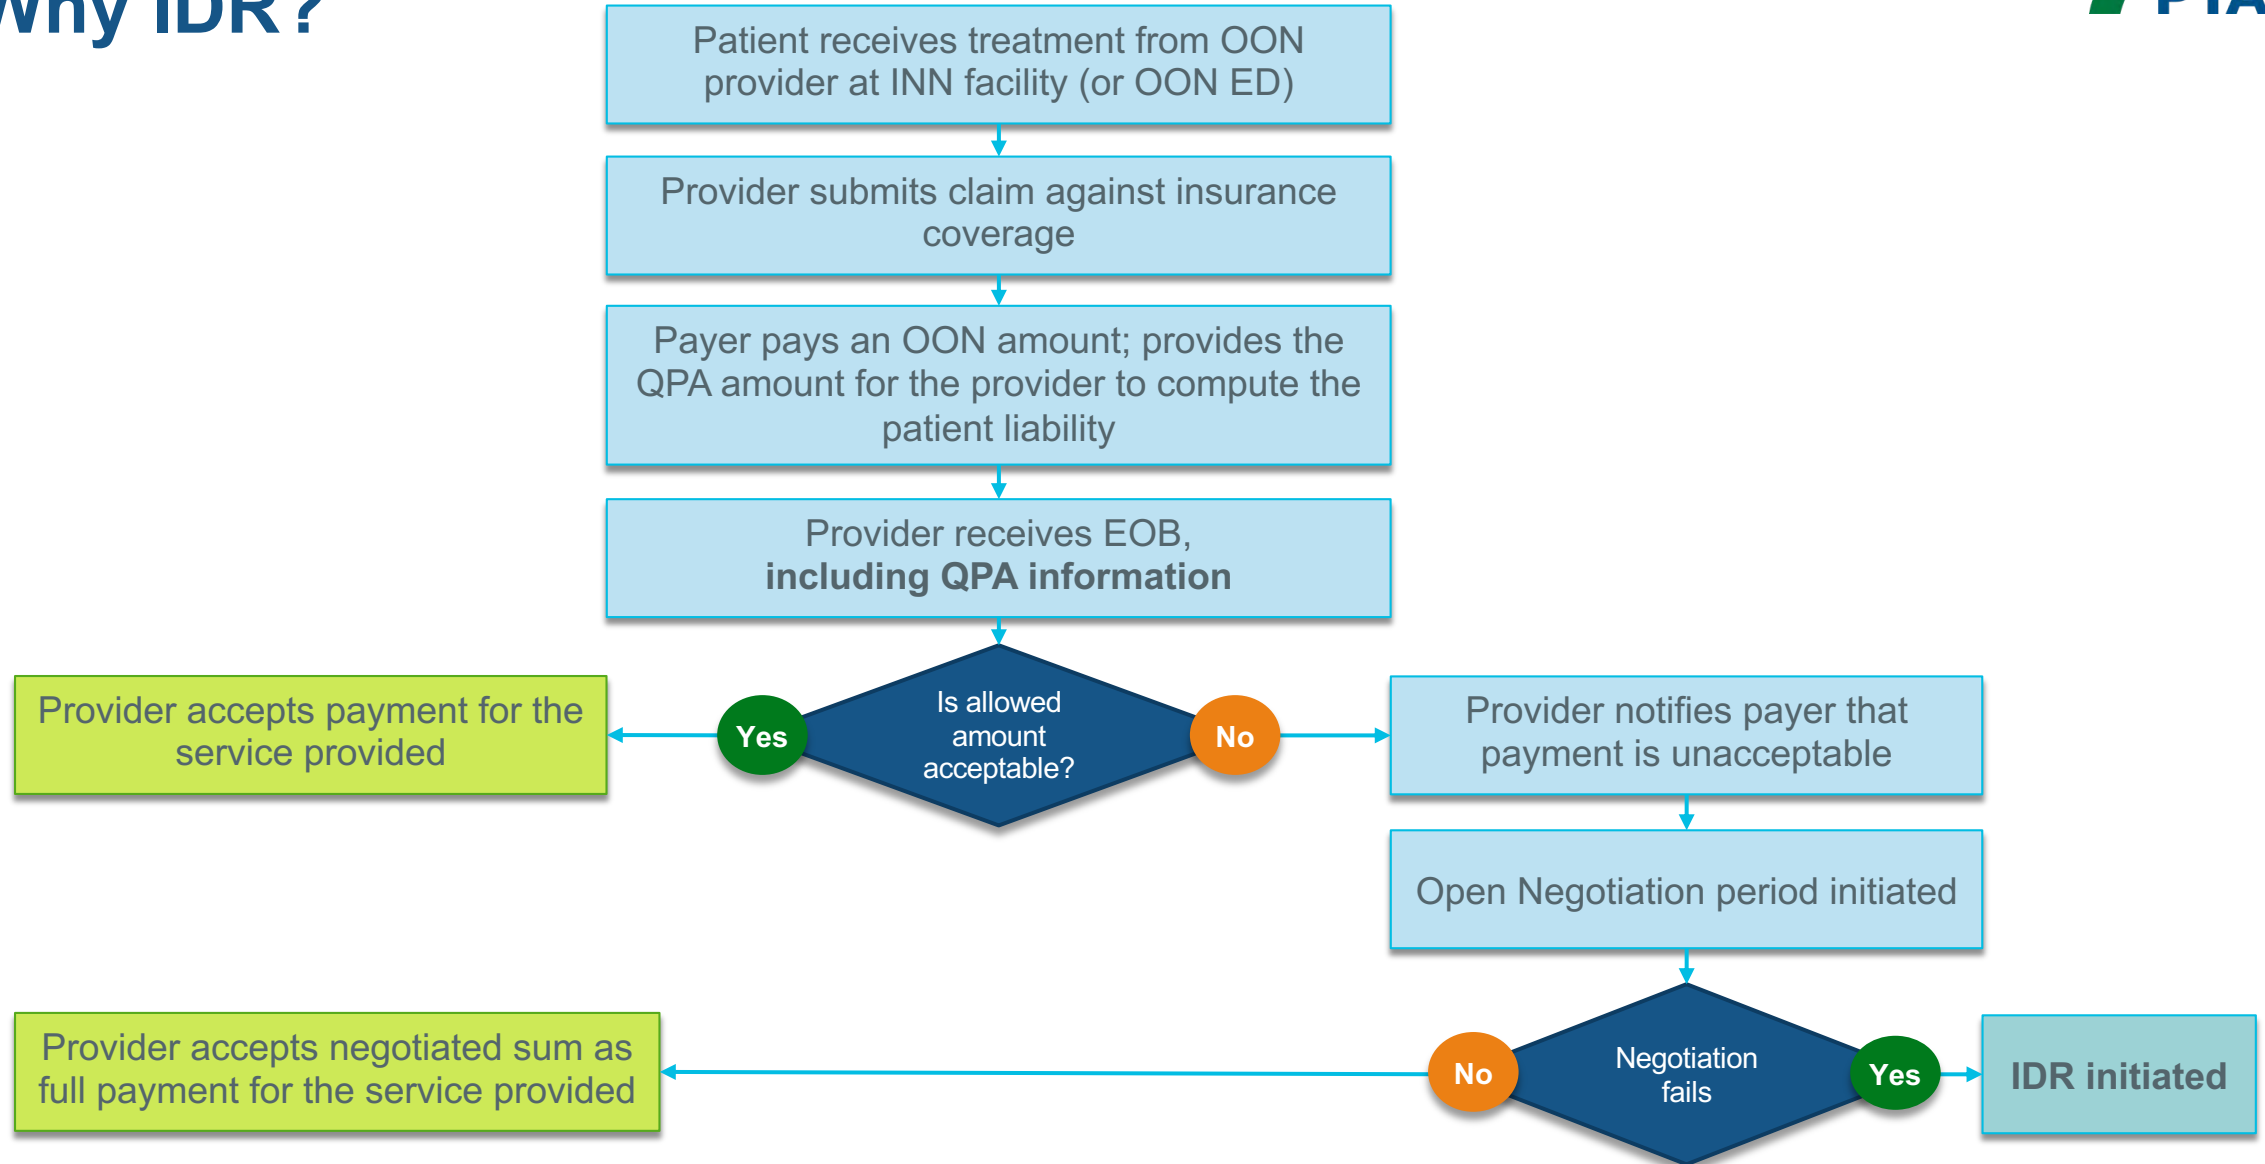 Why IDR?
Patient receives treatment from OON
provider at INN facility (or OON ED)
Provider submits claim against insurance
coverage
Payer pays an OON amount; provides the
QPA amount for the provider to compute the
patient liability
Provider receives EOB,
including QPA information
Provider accepts payment for the
service provided
Yes
Is allowed
amount
acceptable?
No
Provider notifies payer that
payment is unacceptable
Open Negotiation period initiated
Provider accepts negotiated sum as
full payment for the service provided
No
Negotiation
fails
Yes
IDR initiated